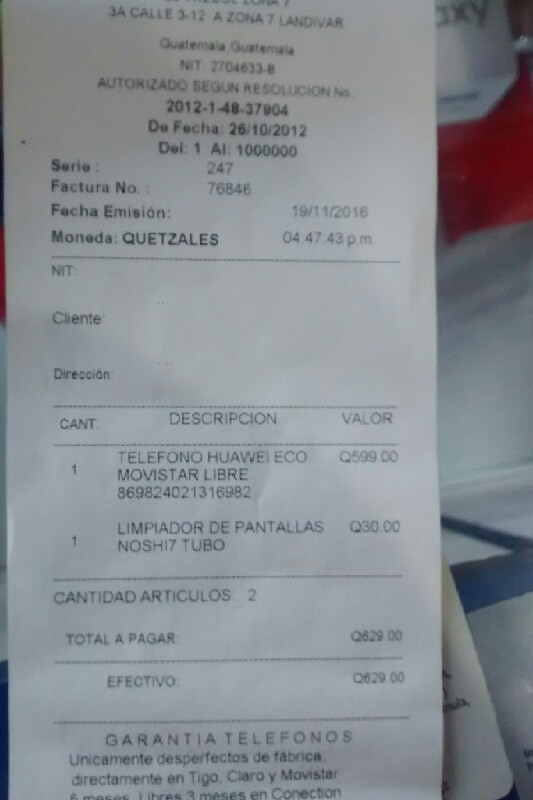 3A CALLE 3-12 A ZONA 7 LANDIVAR
Guatemala,Guatemala
NIT: 2704633-8
AUTORIZADO SEGUN RESOLUCION No.
2012-1-48-37904
De Fecha: 26/10/2012
Del: 1 Al: 1000000
Serie : 247
Factura No. : 76846
Fecha Emisión: 19/11/2016
Moneda: QUETZALES 04:47:43 p.m.
NIT:
Cliente:
Dirección:
CANT. DESCRIPCION VALOR
1 TELEFONO HUAWEI ECO Q599.00
MOVISTAR LIBRE
869824021316982
1 LIMPIADOR DE PANTALLAS Q30.00
NOSHI7 TUBO
CANTIDAD ARTICULOS: 2
TOTAL A PAGAR: Q629.00
EFECTIVO: Q629.00
GARANTIA TELEFONOS
Unicamente desperfectos de fábrica,
directamente en Tigo, Claro y Movistar
6 meses, Libres 3 meses en Conection